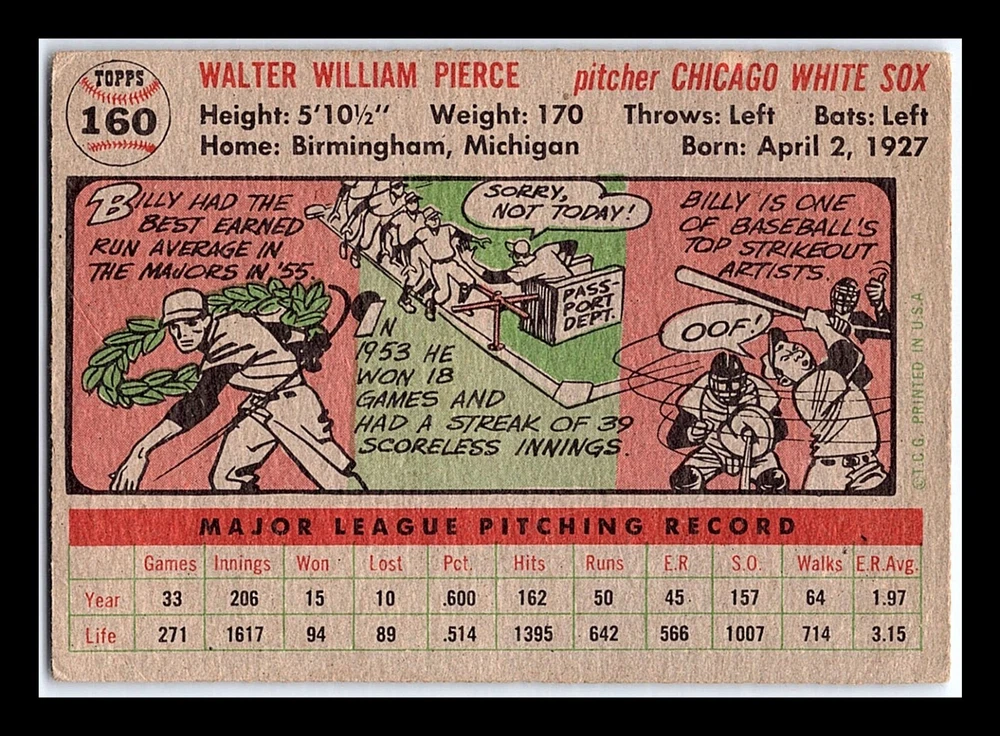 TOPPS
160
WALTER WILLIAM PIERCE pitcher CHICAGO WHITE SOX
Height: 5'10½" Weight: 170 Throws: Left Bats: Left
Home: Birmingham, Michigan Born: April 2, 1927
BILLY HAD THE
BEST EARNED
RUN AVERAGE IN
THE MAJORS IN '55.
SORRY,
NOT TODAY!
PASS-
PORT
DEPT.
IN
1953 HE
WON 18
GAMES AND
HAD A STREAK OF 39
SCORELESS INNINGS.
BILLY IS ONE
OF BASEBALL'S
TOP STRIKEOUT
ARTISTS.
OOF!
© T.C.G. PRINTED IN U.S.A.
MAJOR LEAGUE PITCHING RECORD
Games Innings Won Lost Pct. Hits Runs E.R S.O. Walks E.R.Avg.
Year 33 206 15 10 .600 162 50 45 157 64 1.97
Life 271 1617 94 89 .514 1395 642 566 1007 714 3.15